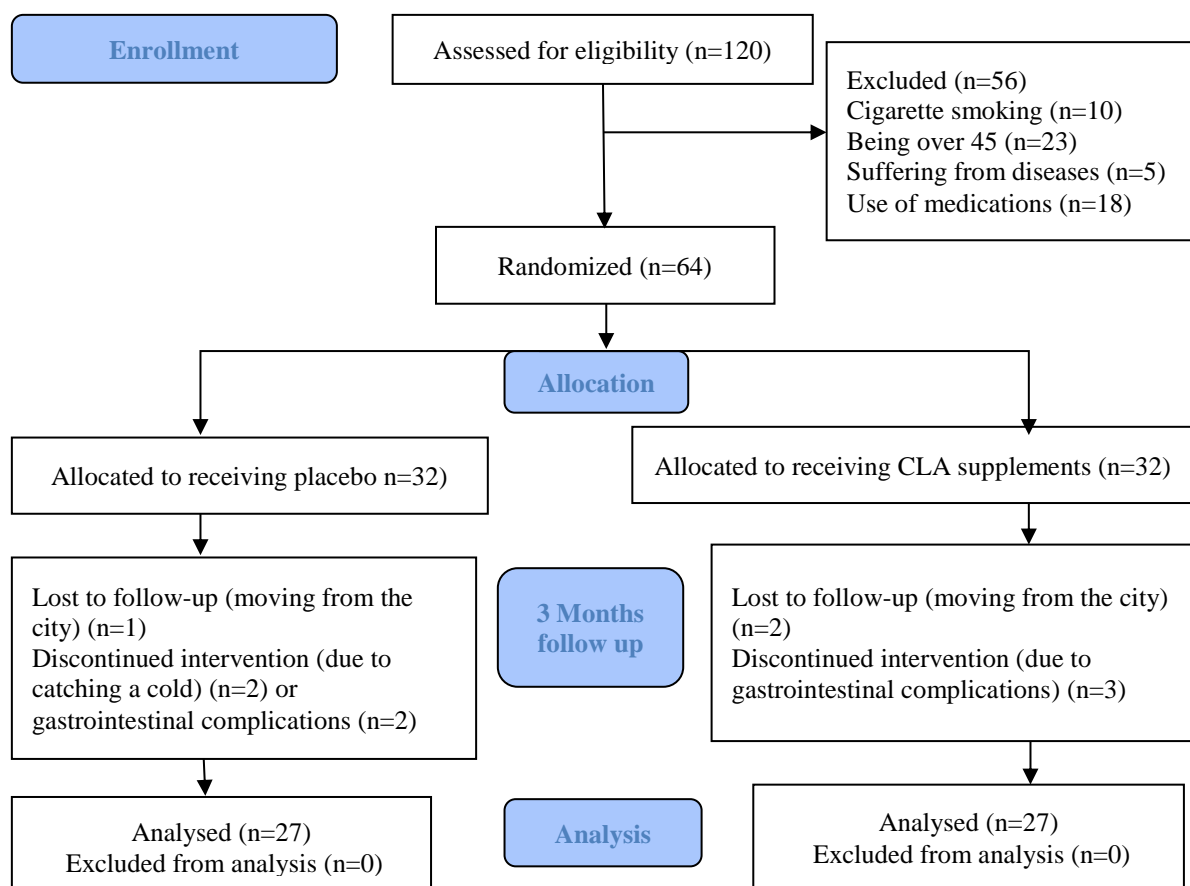 Enrollment
Assessed for eligibility (n=120)
Excluded (n=56)
Cigarette smoking (n=10)
Being over 45 (n=23)
Suffering from diseases (n=5)
Use of medications (n=18)
Randomized (n=64)
Allocation
Allocated to receiving placebo n=32)
Allocated to receiving CLA supplements (n=32)
Lost to follow-up (moving from the
city) (n=1)
Discontinued intervention (due to
catching a cold) (n=2) or
gastrointestinal complications (n=2)
3 Months
follow up
Lost to follow-up (moving from the city)
(n=2)
Discontinued intervention (due to
gastrointestinal complications) (n=3)
Analysed (n=27)
Excluded from analysis (n=0)
Analysis
Analysed (n=27)
Excluded from analysis (n=0)